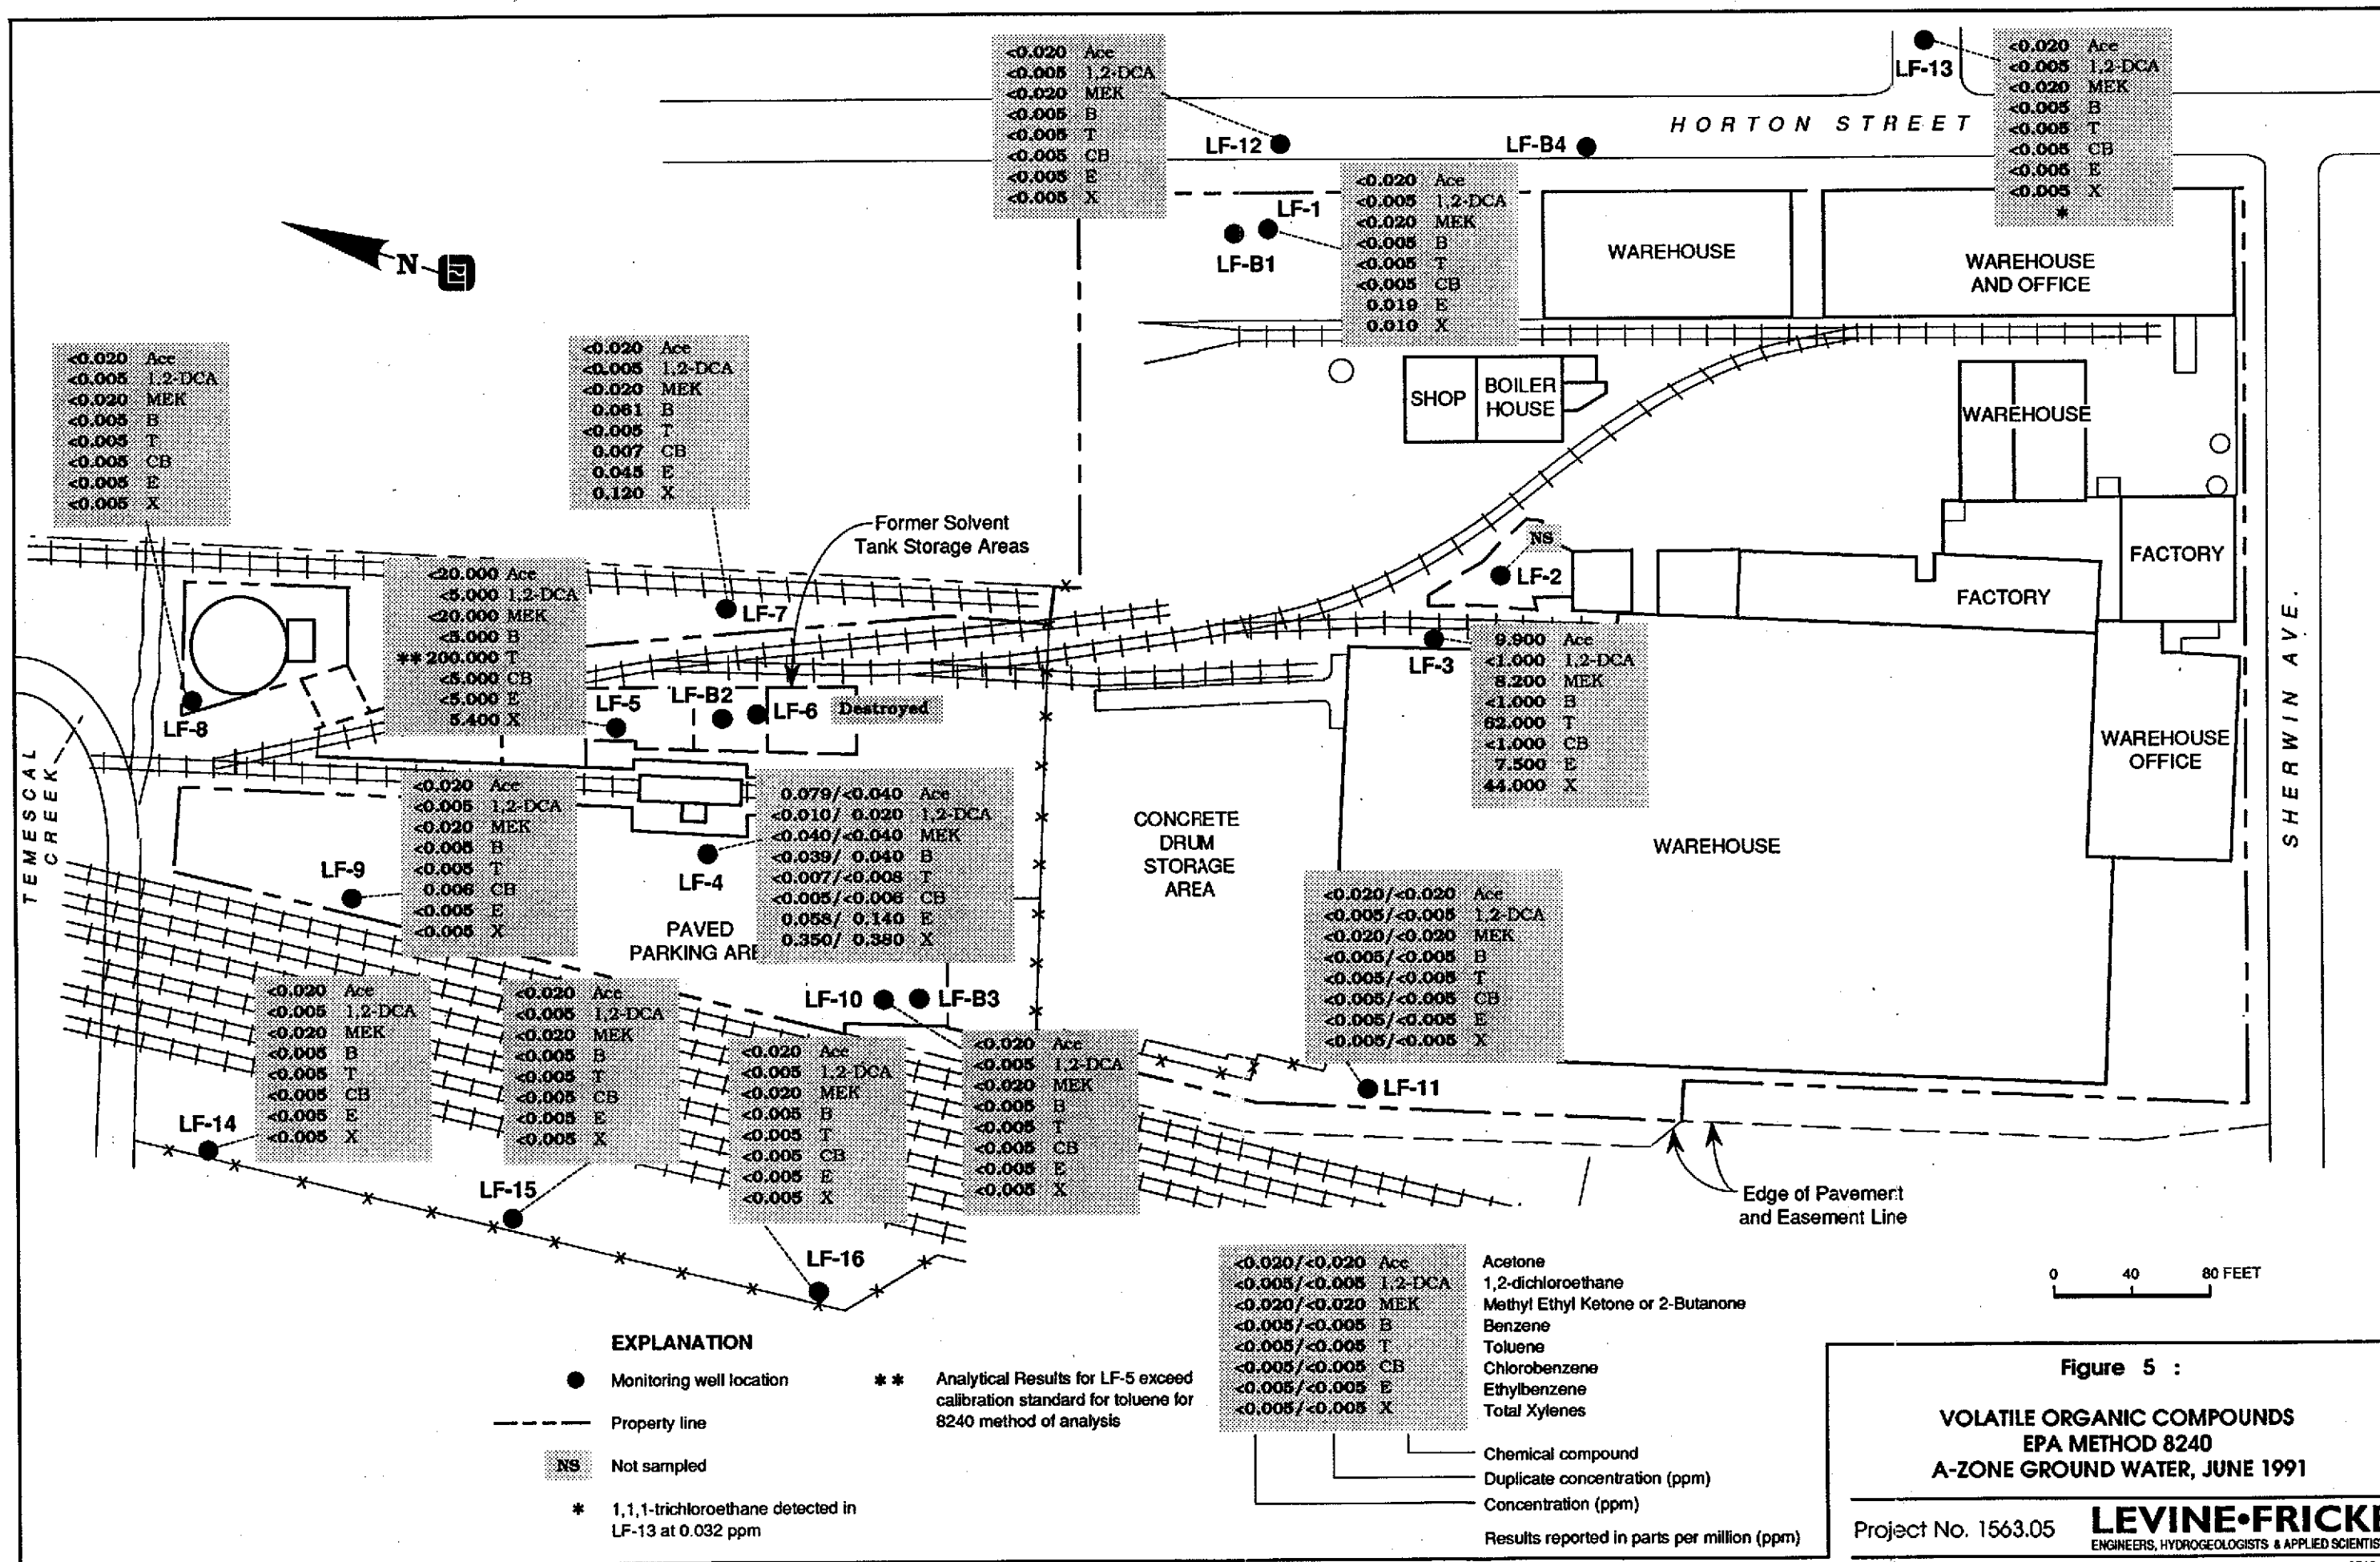 <0.020 Ace
<0.005 1,2-DCA
<0.020 MEK
<0.005 B
<0.005 T
<0.005 CB
<0.005 E
<0.005 X
LF-12
LF-B4
HORTON STREET
LF-13
<0.020 Ace
<0.005 1,2-DCA
<0.020 MEK
<0.005 B
<0.005 T
<0.005 CB
<0.005 E
<0.005 X
*
N
LF-1
LF-B1
<0.020 Ace
<0.005 1,2-DCA
<0.020 MEK
<0.005 B
<0.005 T
<0.005 CB
0.019 E
0.010 X
WAREHOUSE
WAREHOUSE
AND OFFICE
<0.020 Ace
<0.005 1,2-DCA
<0.020 MEK
<0.005 B
<0.005 T
<0.005 CB
<0.005 E
<0.005 X
<0.020 Ace
<0.005 1,2-DCA
<0.020 MEK
0.061 B
<0.005 T
0.007 CB
0.045 E
0.120 X
SHOP
BOILER
HOUSE
WAREHOUSE
Former Solvent
Tank Storage Areas
NS
LF-2
FACTORY
FACTORY
<20.000 Ace
<5.000 1,2-DCA
<20.000 MEK
<5.000 B
**200.000 T
<5.000 CB
<5.000 E
5.400 X
LF-7
LF-3
9.900 Ace
<1.000 1,2-DCA
8.200 MEK
<1.000 B
62.000 T
<1.000 CB
7.500 E
44.000 X
LF-8
LF-5
LF-B2
LF-6
Destroyed
WAREHOUSE
OFFICE
SHERWIN AVE.
TEMESCAL
CREEK
<0.020 Ace
<0.005 1,2-DCA
<0.020 MEK
<0.005 B
<0.005 T
0.006 CB
<0.005 E
<0.005 X
LF-9
LF-4
0.079/<0.040 Ace
<0.010/ 0.020 1,2-DCA
<0.040/<0.040 MEK
<0.039/ 0.040 B
<0.007/<0.008 T
<0.005/<0.006 CB
0.058/ 0.140 E
0.350/ 0.380 X
CONCRETE
DRUM
STORAGE
AREA
WAREHOUSE
PAVED
PARKING ARE
<0.020/<0.020 Ace
<0.005/<0.005 1,2-DCA
<0.020/<0.020 MEK
<0.005/<0.005 B
<0.005/<0.005 T
<0.005/<0.005 CB
<0.005/<0.005 E
<0.005/<0.005 X
LF-11
LF-10
LF-B3
<0.020 Ace
<0.005 1,2-DCA
<0.020 MEK
<0.005 B
<0.005 T
<0.005 CB
<0.005 E
<0.005 X
LF-14
<0.020 Ace
<0.005 1,2-DCA
<0.020 MEK
<0.005 B
<0.005 T
<0.005 CB
<0.005 E
<0.005 X
LF-15
<0.020 Ace
<0.005 1,2-DCA
<0.020 MEK
<0.005 B
<0.005 T
<0.005 CB
<0.005 E
<0.005 X
LF-16
<0.020 Ace
<0.005 1,2-DCA
<0.020 MEK
<0.005 B
<0.005 T
<0.005 CB
<0.005 E
<0.005 X
Edge of Pavement
and Easement Line
0 40 80 FEET
EXPLANATION
Monitoring well location
Property line
NS Not sampled
* 1,1,1-trichloroethane detected in
LF-13 at 0.032 ppm
** Analytical Results for LF-5 exceed
calibration standard for toluene for
8240 method of analysis
<0.020/<0.020 Ace Acetone
<0.005/<0.005 1,2-DCA 1,2-dichloroethane
<0.020/<0.020 MEK Methyl Ethyl Ketone or 2-Butanone
<0.005/<0.005 B Benzene
<0.005/<0.005 T Toluene
<0.005/<0.005 CB Chlorobenzene
<0.005/<0.005 E Ethylbenzene
<0.005/<0.005 X Total Xylenes
Chemical compound
Duplicate concentration (ppm)
Concentration (ppm)
Results reported in parts per million (ppm)
Figure 5 :
VOLATILE ORGANIC COMPOUNDS
EPA METHOD 8240
A-ZONE GROUND WATER, JUNE 1991
Project No. 1563.05
LEVINE•FRICKE
ENGINEERS, HYDROGEOLOGISTS & APPLIED SCIENTI